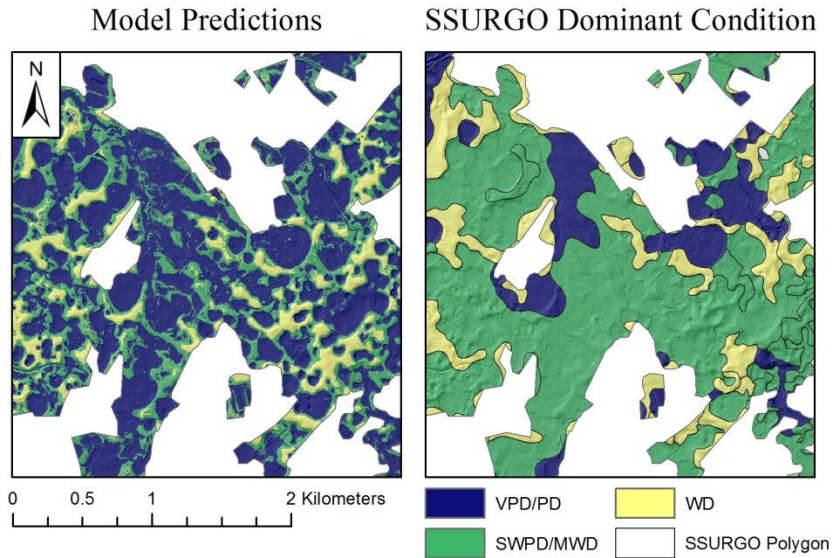 Model Predictions
SSURGO Dominant Condition
N
0 0.5 1 2 Kilometers
VPD/PD
WD
SWPD/MWD
SSURGO Polygon